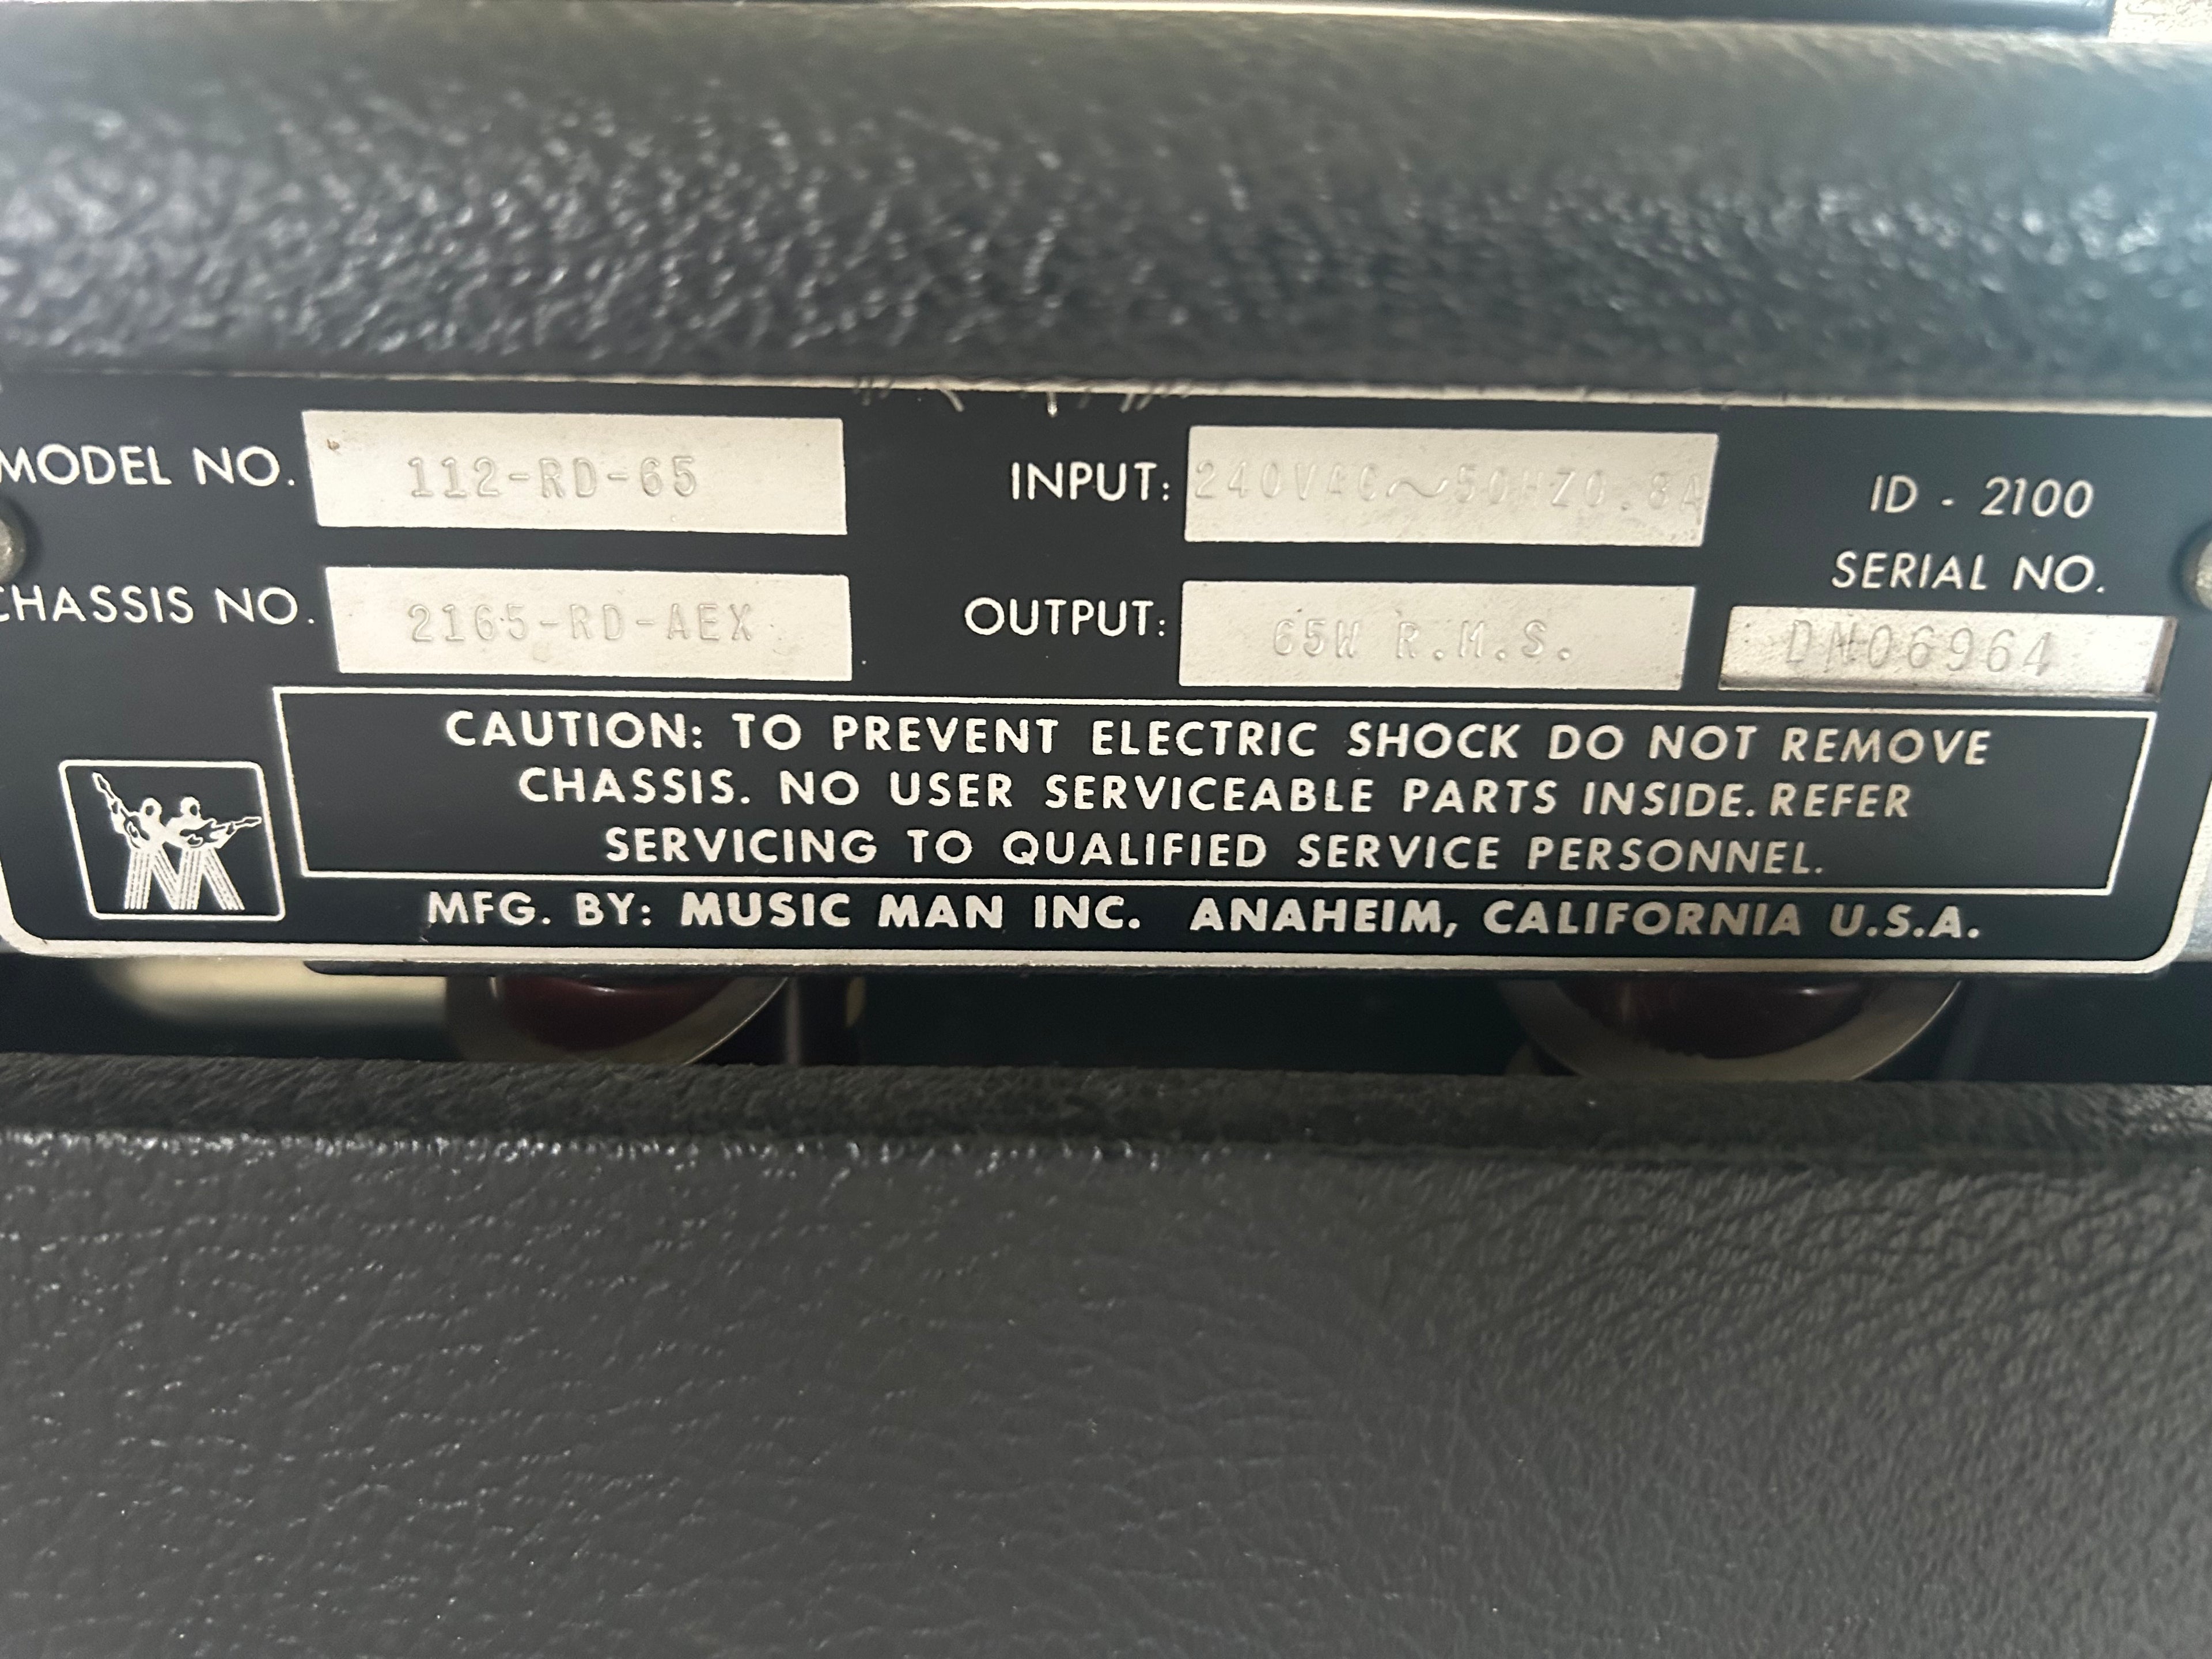 MODEL NO. 112-RD-65 INPUT: 240VAC~50HZ0.8A ID - 2100
SERIAL NO.
CHASSIS NO. 2165-RD-AEX OUTPUT: 65W R.M.S. DN06964
CAUTION: TO PREVENT ELECTRIC SHOCK DO NOT REMOVE
CHASSIS. NO USER SERVICEABLE PARTS INSIDE. REFER
SERVICING TO QUALIFIED SERVICE PERSONNEL.
MFG. BY: MUSIC MAN INC. ANAHEIM, CALIFORNIA U.S.A.